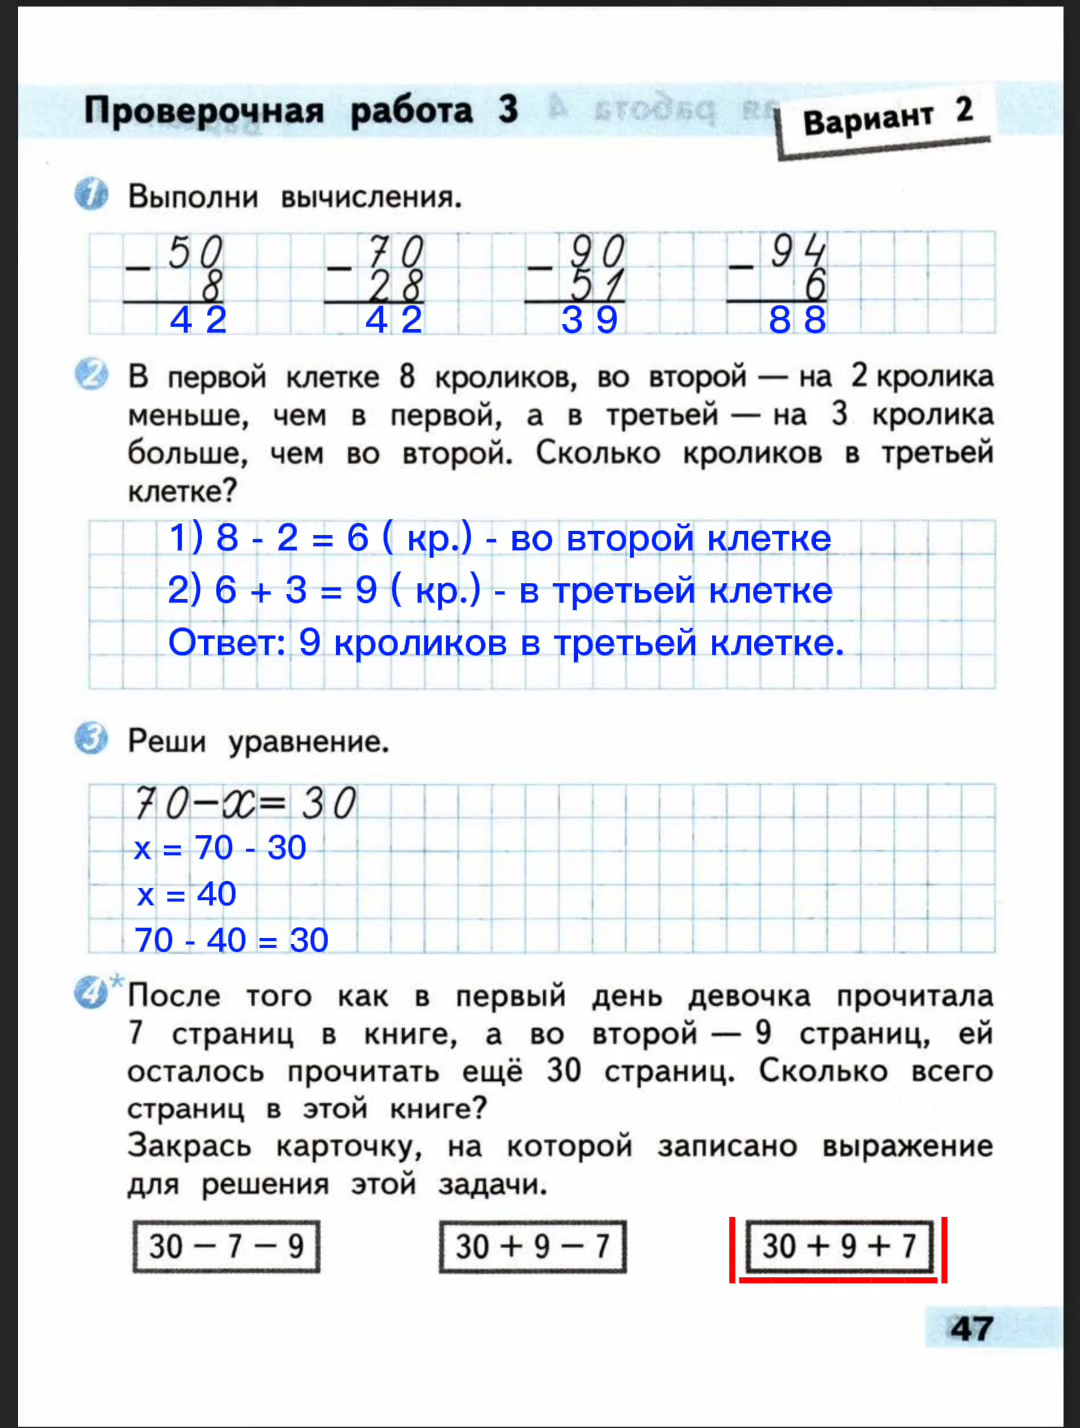 Проверочная работа 3
Вариант 2
1 Выполни вычисления.
− 50 − 70 − 90 − 94
8 28 51 6
42 42 39 88
2 В первой клетке 8 кроликов, во второй — на 2 кролика
меньше, чем в первой, а в третьей — на 3 кролика
больше, чем во второй. Сколько кроликов в третьей
клетке?
1) 8 - 2 = 6 ( кр.) - во второй клетке
2) 6 + 3 = 9 ( кр.) - в третьей клетке
Ответ: 9 кроликов в третьей клетке.
3 Реши уравнение.
70−x=30
х = 70 - 30
х = 40
70 - 40 = 30
4* После того как в первый день девочка прочитала
7 страниц в книге, а во второй — 9 страниц, ей
осталось прочитать ещё 30 страниц. Сколько всего
страниц в этой книге?
Закрась карточку, на которой записано выражение
для решения этой задачи.
30 − 7 − 9 30 + 9 − 7 30 + 9 + 7
47